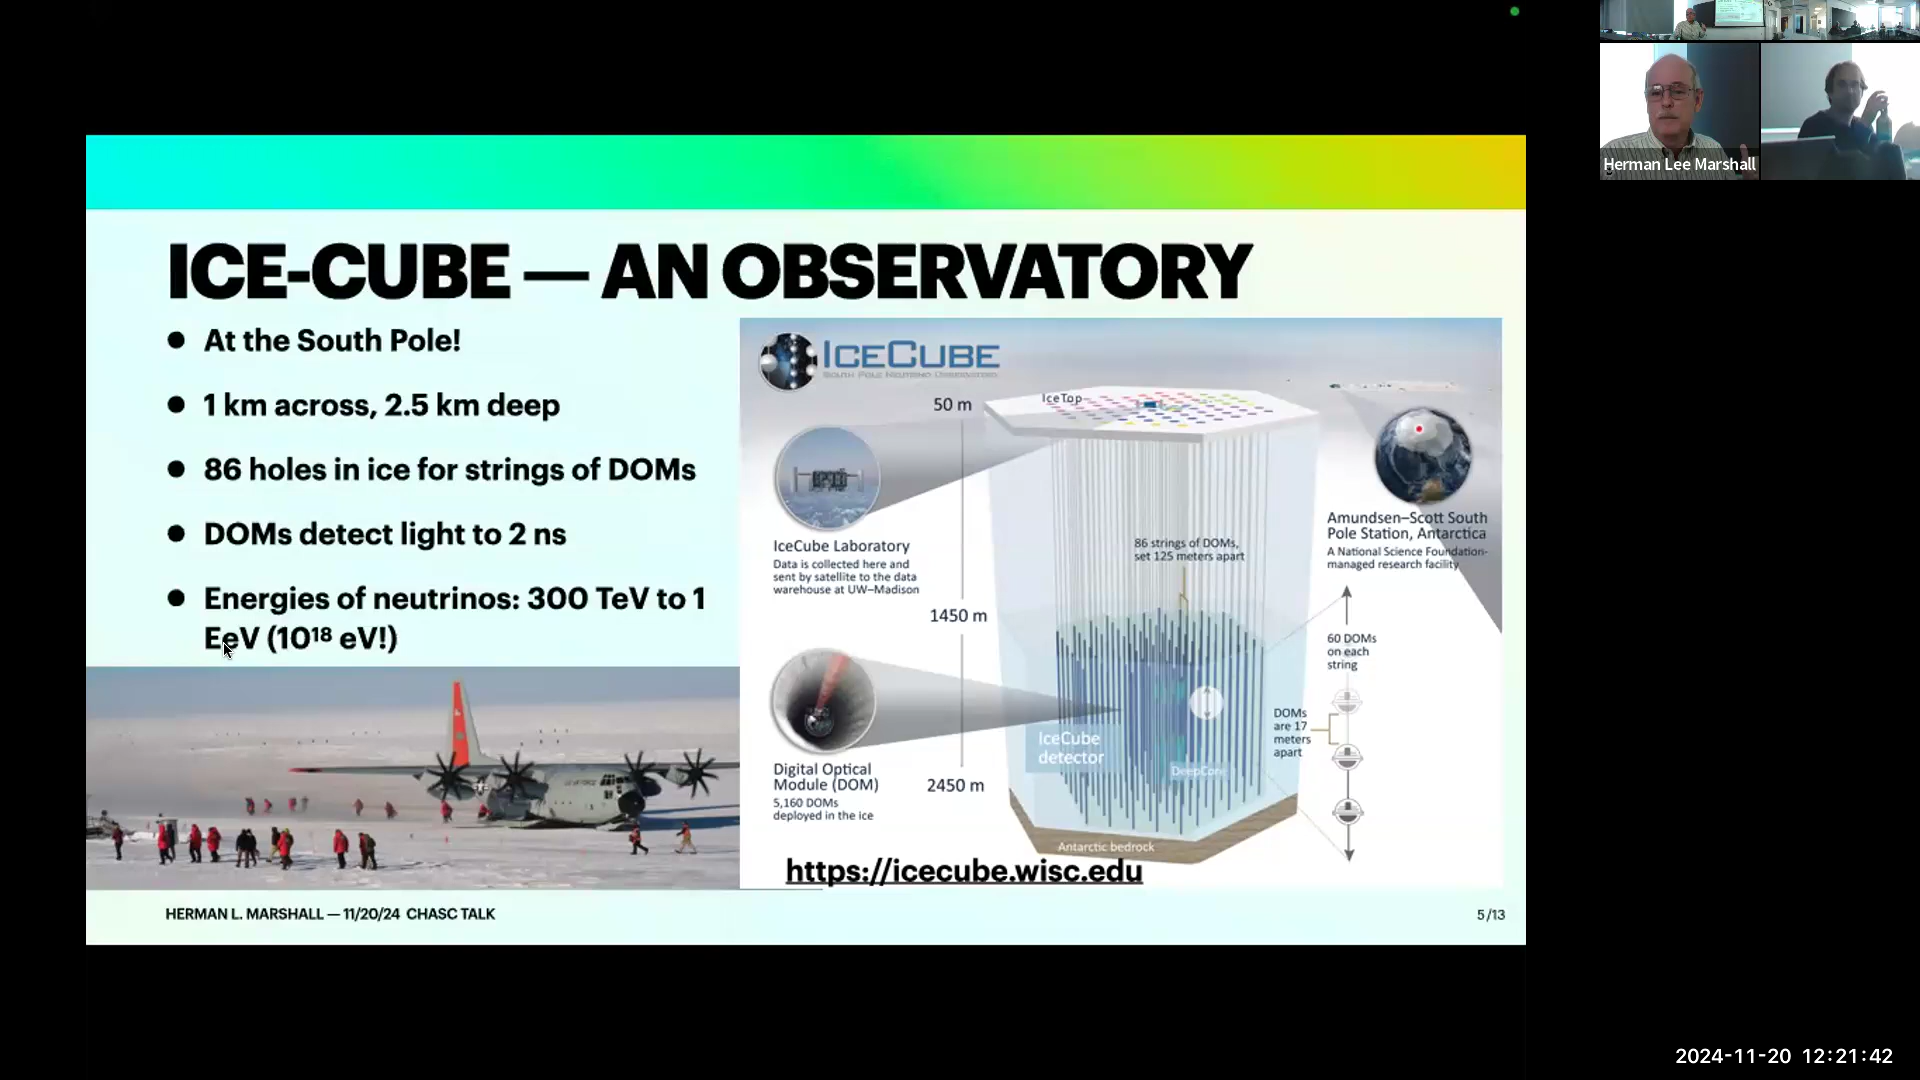 Herman Lee Marshall
ICE-CUBE — AN OBSERVATORY
● At the South Pole!
● 1 km across, 2.5 km deep
● 86 holes in ice for strings of DOMs
● DOMs detect light to 2 ns
● Energies of neutrinos: 300 TeV to 1
EeV (10¹⁸ eV!)
ICECUBE
SOUTH POLE NEUTRINO OBSERVATORY
IceTop
50 m
IceCube Laboratory
Data is collected here and
sent by satellite to the data
warehouse at UW–Madison
86 strings of DOMs,
set 125 meters apart
Amundsen–Scott South
Pole Station, Antarctica
A National Science Foundation-
managed research facility
1450 m
60 DOMs
on each
string
DOMs
are 17
meters
apart
IceCube
detector
DeepCore
Digital Optical
Module (DOM)
5,160 DOMs
deployed in the ice
2450 m
Antarctic bedrock
https://icecube.wisc.edu
HERMAN L. MARSHALL — 11/20/24 CHASC TALK
5/13
2024-11-20 12:21:42